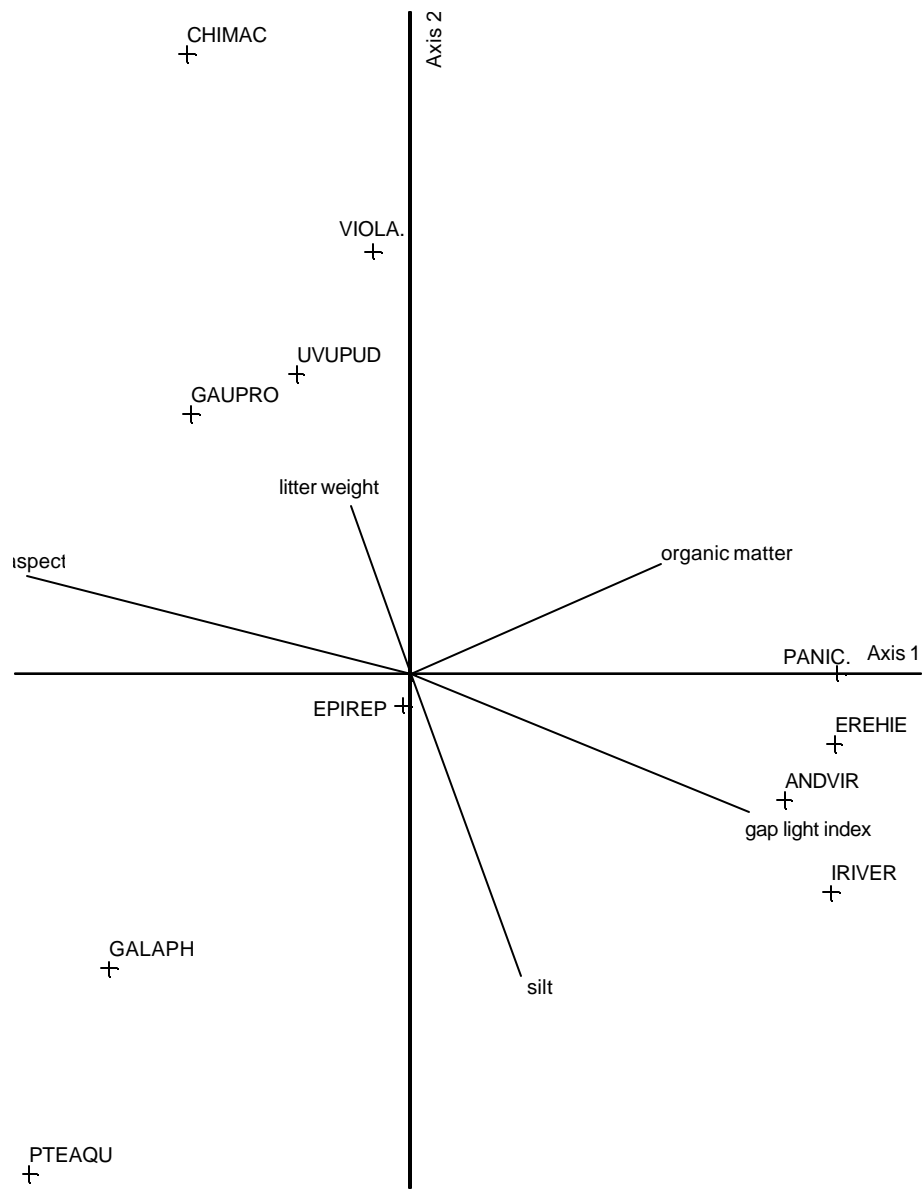 CHIMAC
Axis 2
VIOLA.
UVUPUD
GAUPRO
litter weight
aspect
organic matter
PANIC.
Axis 1
EPIREP
EREHIE
ANDVIR
gap light index
IRIVER
GALAPH
silt
PTEAQU